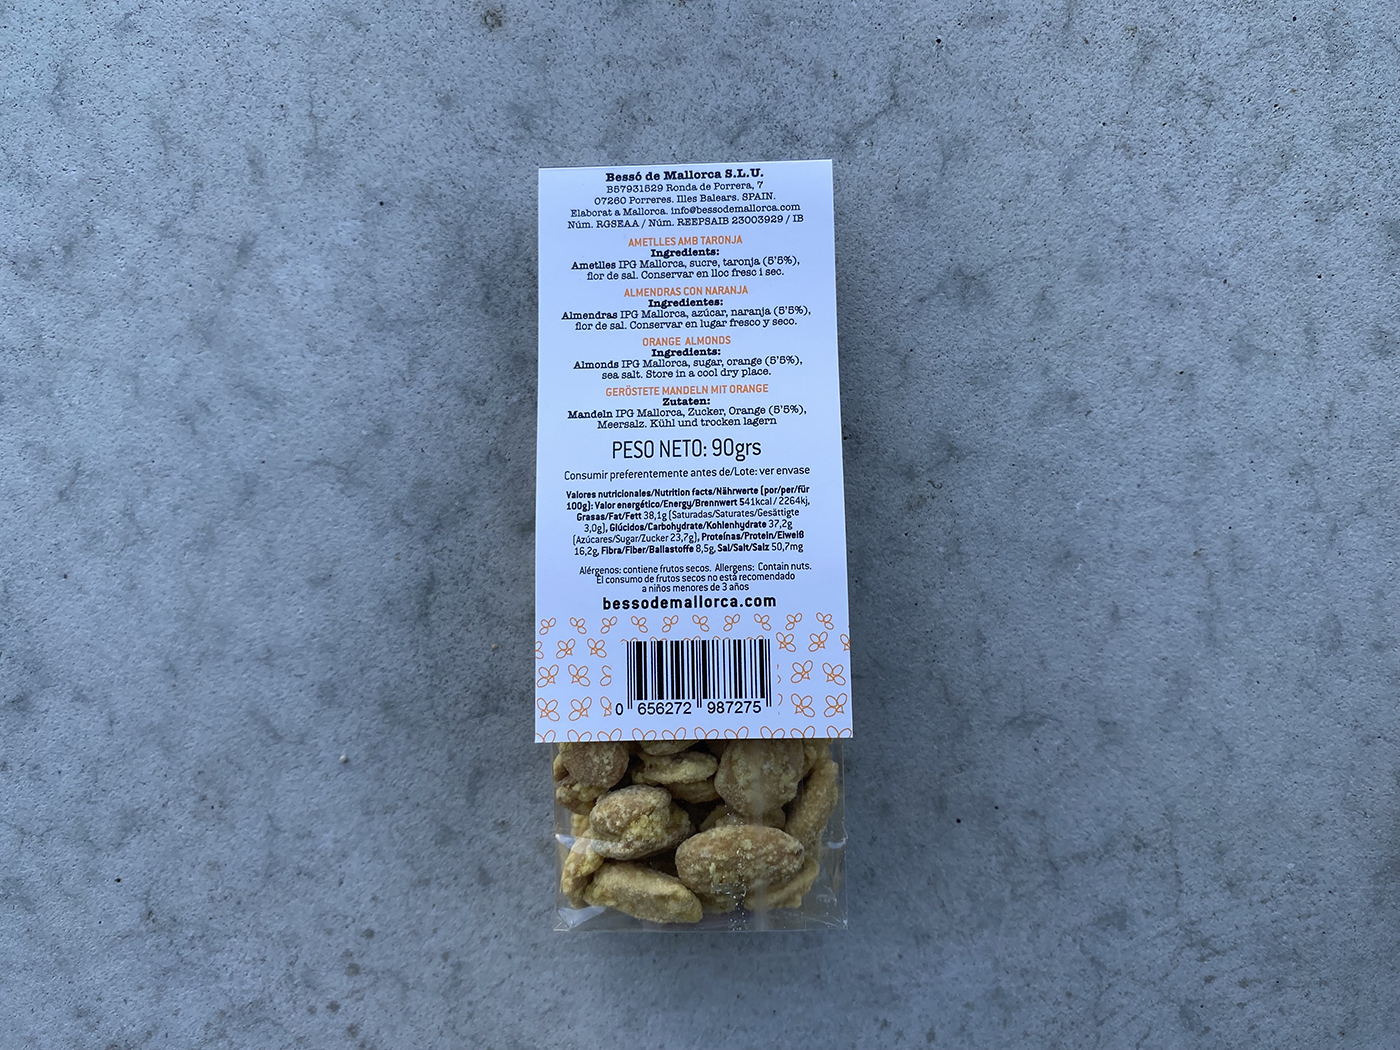 Bessó de Mallorca S.L.U.
B57931529 Ronda de Porrera, 7
07260 Porreres. Illes Balears. SPAIN.
Elaborat a Mallorca. info@bessodemallorca.com
Núm. RGSEAA / Núm. REEPSAIB 23003929 / IB
AMETLLES AMB TARONJA
Ingredients:
Ametlles IPG Mallorca, sucre, taronja (5'5%),
flor de sal. Conservar en lloc fresc i sec.
ALMENDRAS CON NARANJA
Ingredientes:
Almendras IPG Mallorca, azúcar, naranja (5'5%),
flor de sal. Conservar en lugar fresco y seco.
ORANGE ALMONDS
Ingredients:
Almonds IPG Mallorca, sugar, orange (5'5%),
sea salt. Store in a cool dry place.
GERÖSTETE MANDELN MIT ORANGE
Zutaten:
Mandeln IPG Mallorca, Zucker, Orange (5'5%),
Meersalz. Kühl und trocken lagern
PESO NETO: 90grs
Consumir preferentemente antes de/Lote: ver envase
Valores nutricionales/Nutrition facts/Nährwerte (por/per/für
100g): Valor energético/Energy/Brennwert 541kcal / 2264kj,
Grasas/Fat/Fett 38,1g (Saturadas/Saturates/Gesättigte
3,0g), Glúcidos/Carbohydrate/Kohlenhydrate 37,2g
(Azúcares/Sugar/Zucker 23,7g), Proteínas/Protein/Eiweiß
16,2g, Fibra/Fiber/Ballastoffe 8,5g, Sal/Salt/Salz 50,7mg
Alérgenos: contiene frutos secos. Allergens: Contain nuts.
El consumo de frutos secos no está recomendado
a niños menores de 3 años
bessodemallorca.com
0 656272 987275